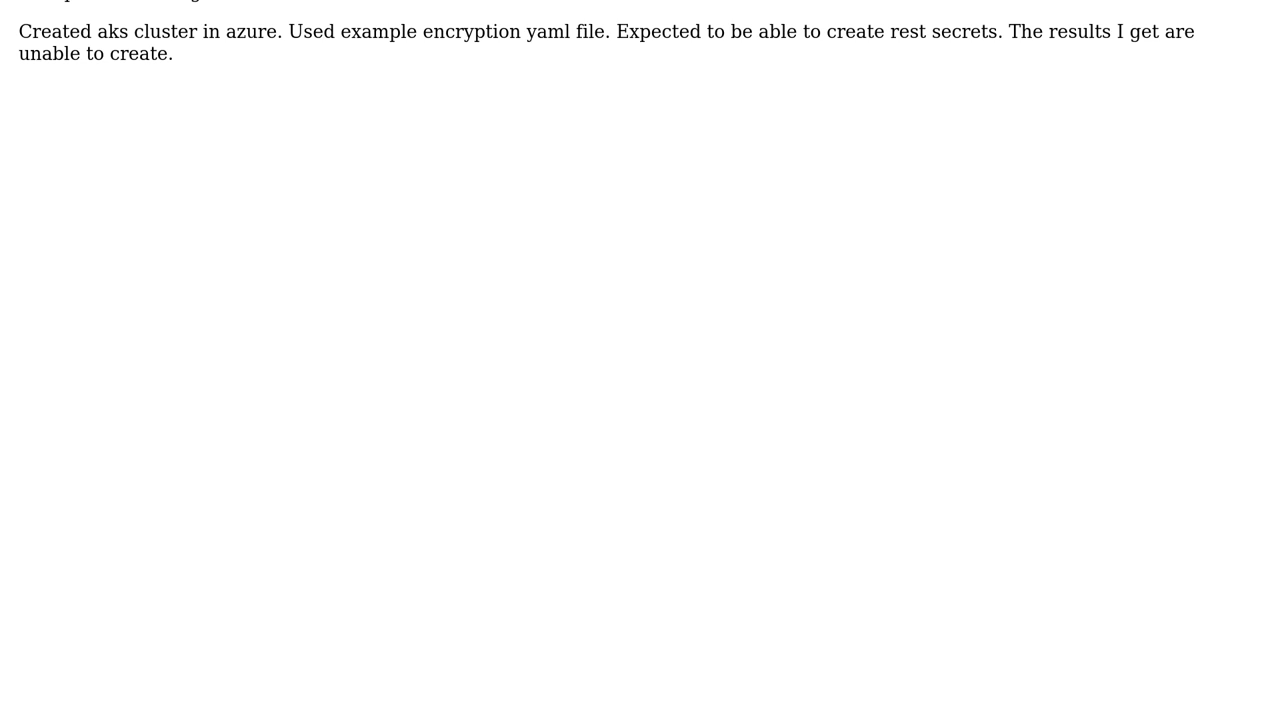 Created aks cluster in azure. Used example encryption yaml file. Expected to be able to create rest secrets. The results I get are
unable to create.